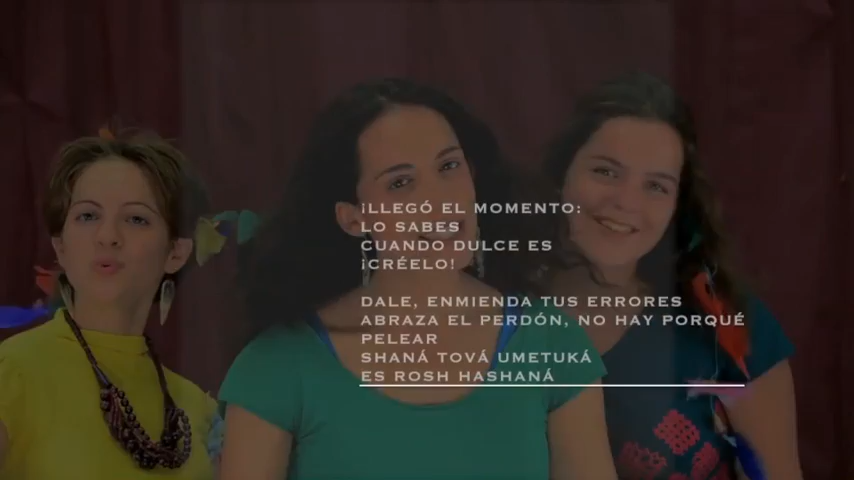 ¡LLEGÓ EL MOMENTO:
LO SABES
CUANDO DULCE ES
¡CRÉELO!
DALE, ENMIENDA TUS ERRORES
ABRAZA EL PERDÓN, NO HAY PORQUÉ
PELEAR
SHANÁ TOVÁ UMETUKÁ
ES ROSH HASHANÁ